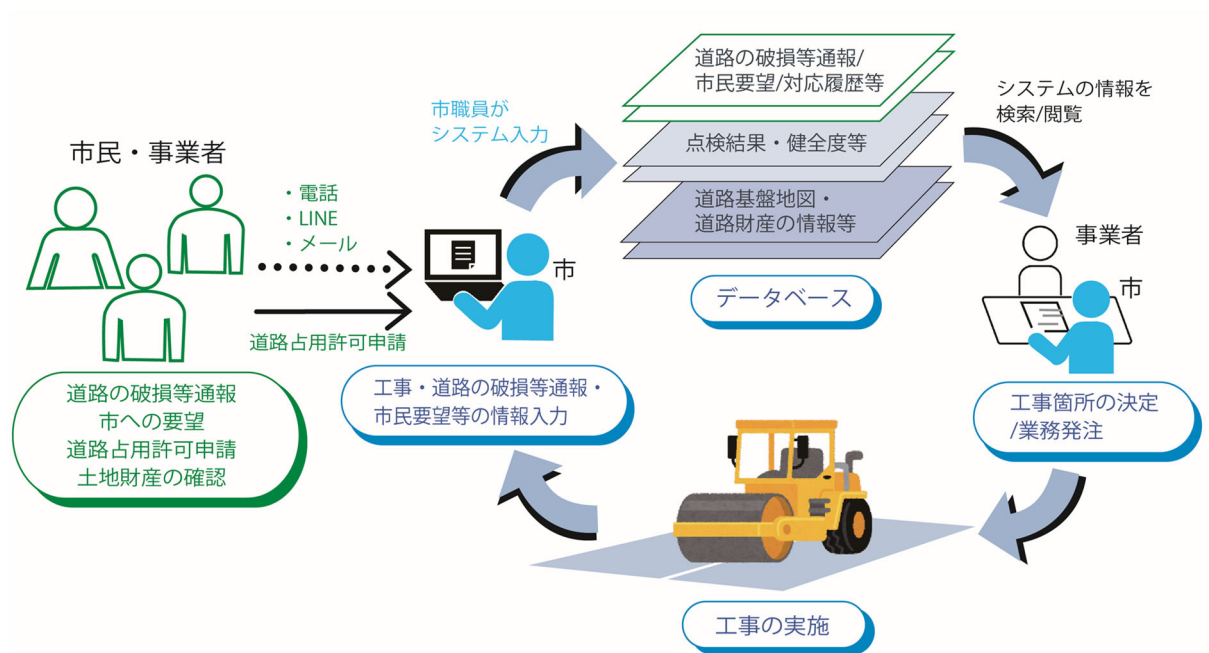 市民・事業者
・電話
・LINE
・メール
道路占用許可申請
道路の破損等通報
市への要望
道路占用許可申請
土地財産の確認
市職員が
システム入力
市
工事・道路の破損等通報・
市民要望等の情報入力
道路の破損等通報/
市民要望/対応履歴等
点検結果・健全度等
道路基盤地図・
道路財産の情報等
データベース
システムの情報を
検索/閲覧
事業者
市
工事箇所の決定
/業務発注
工事の実施